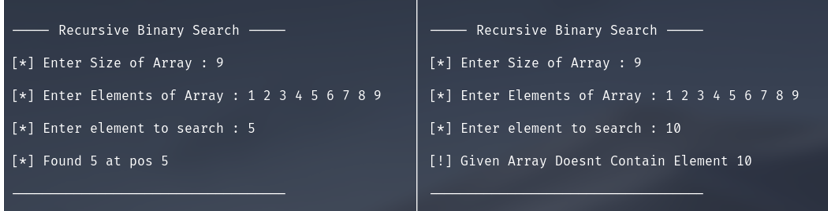 ——— Recursive Binary Search ———
[*] Enter Size of Array : 9
[*] Enter Elements of Array : 1 2 3 4 5 6 7 8 9
[*] Enter element to search : 5
[*] Found 5 at pos 5
——— Recursive Binary Search ———
[*] Enter Size of Array : 9
[*] Enter Elements of Array : 1 2 3 4 5 6 7 8 9
[*] Enter element to search : 10
[!] Given Array Doesnt Contain Element 10